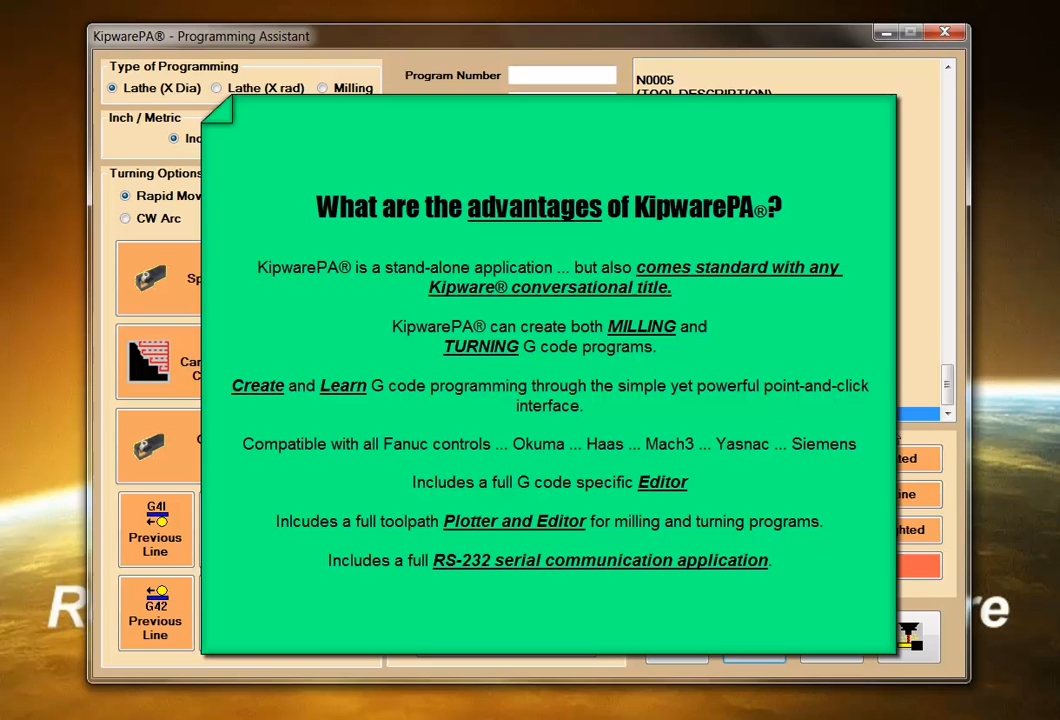 KipwarePA® - Programming Assistant
Type of Programming
Lathe (X Dia)
Lathe (X rad)
Milling
Program Number
N0005
(TOOL DESCRIPTION)
Inch / Metric
Turning Options
Rapid Mov
CW Arc
What are the advantages of KipwarePA®?
KipwarePA® is a stand-alone application ... but also comes standard with any
Kipware® conversational title.
KipwarePA® can create both MILLING and
TURNING G code programs.
Create and Learn G code programming through the simple yet powerful point-and-click
interface.
Compatible with all Fanuc controls ... Okuma ... Haas ... Mach3 ... Yasnac ... Siemens
Includes a full G code specific Editor
Inlcudes a full toolpath Plotter and Editor for milling and turning programs.
Includes a full RS-232 serial communication application.
G41
Previous
Line
G42
Previous
Line